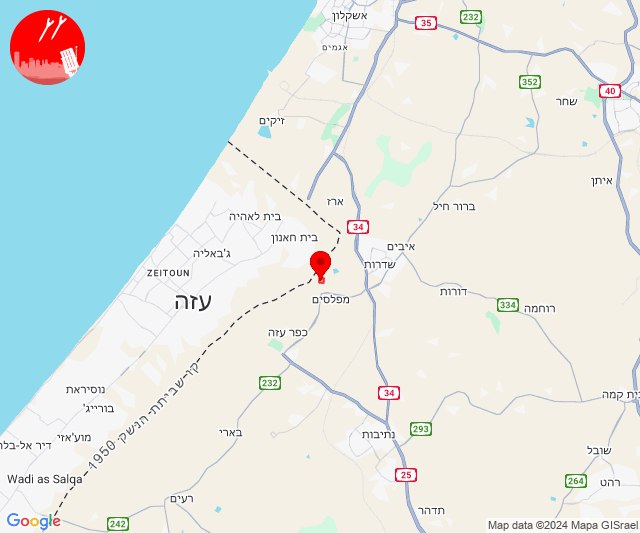 אשקלון
אגמים
35
232
352
40
שחר
זיקים
איתן
ארז
ברור חיל
בית לאהיה
34
בית חאנון
ג'באליה
איבים
שדרות
ZEITOUN
עזה
מפלסים
דורות
334
רוחמה
כפר עזה
קו שביתת-הנשק 1950
232
34
נוסיראת
בורייג'
ית קמה
293
מוע'אזי
בארי
נתיבות
דיר אל-בלח
שובל
25
Wadi as Salqa
264
רהט
רעים
תדהר
242
Google
Map data ©2024 Mapa GISrael